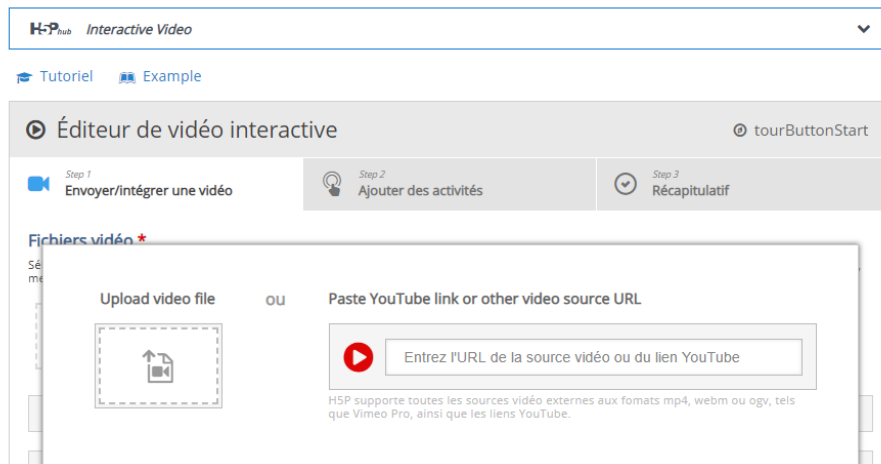 H5Phub Interactive Video
Tutoriel Example
Éditeur de vidéo interactive tourButtonStart
Step 1
Envoyer/intégrer une vidéo
Step 2
Ajouter des activités
Step 3
Récapitulatif
Fichiers vidéo *
Upload video file ou Paste YouTube link or other video source URL
Entrez l'URL de la source vidéo ou du lien YouTube
H5P supporte toutes les sources vidéo externes aux fomats mp4, webm ou ogv, tels
que Vimeo Pro, ainsi que les liens YouTube.